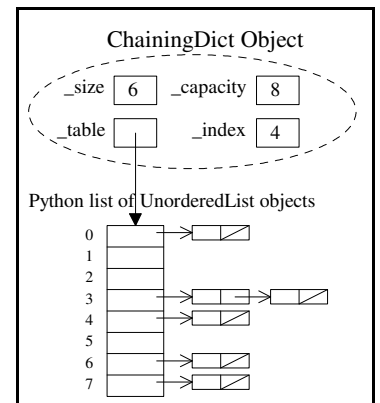 ChainingDict Object
_size 6 _capacity 8
_table _index 4
Python list of UnorderedList objects
0
1
2
3
4
5
6
7